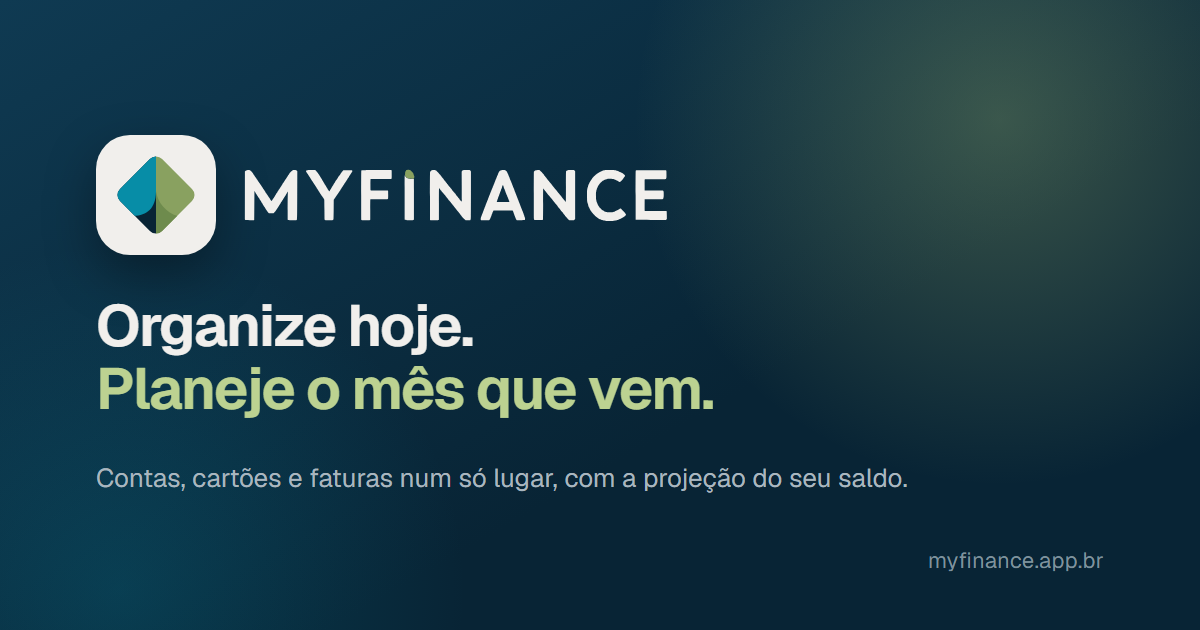 MYFINANCE
Organize hoje.
Planeje o mês que vem.
Contas, cartões e faturas num só lugar, com a projeção do seu saldo.
myfinance.app.br